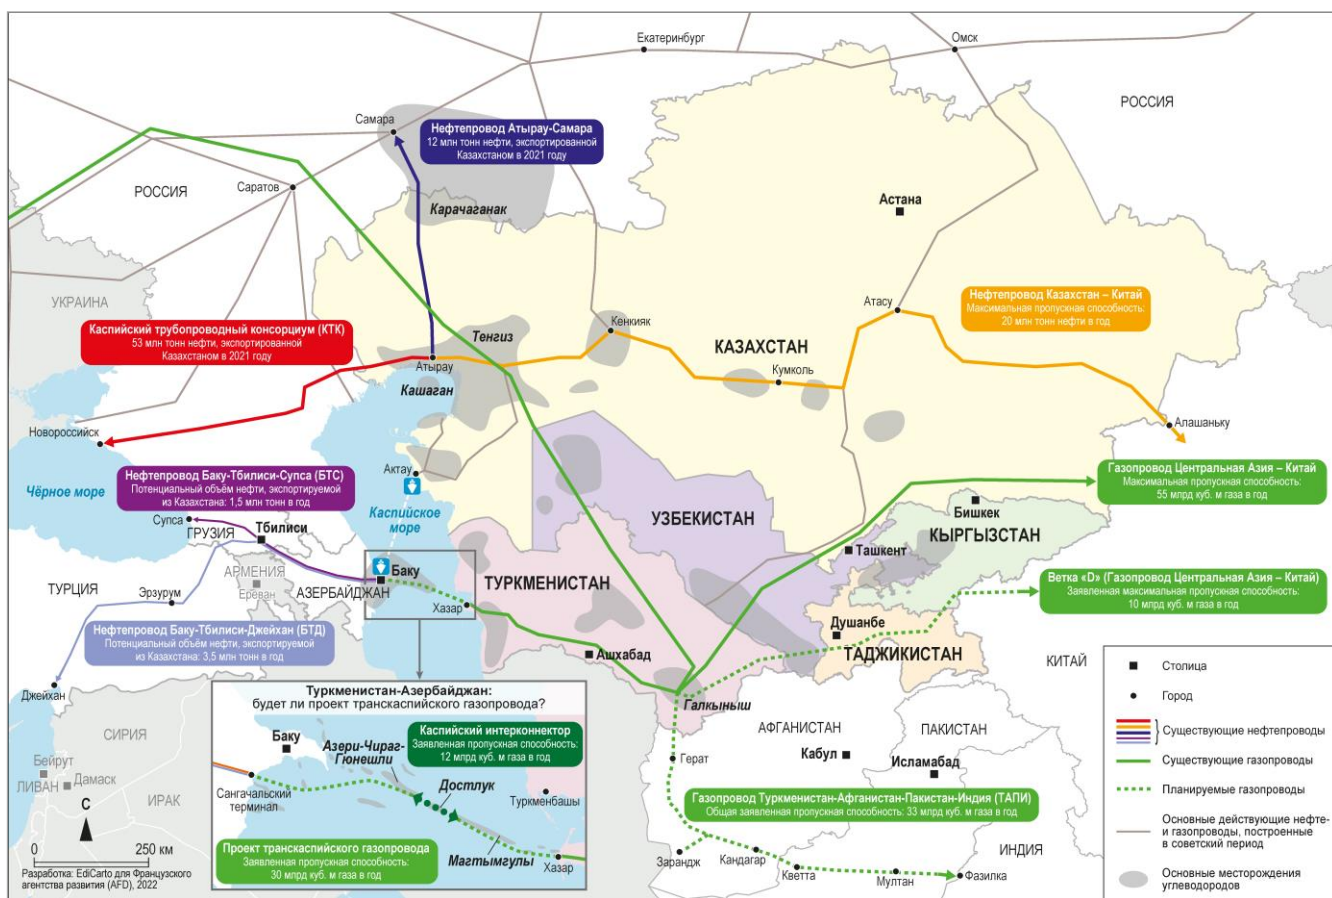 Екатеринбург
Омск
РОССИЯ
Самара
Нефтепровод Атырау-Самара
12 млн тонн нефти, экспортированной
Казахстаном в 2021 году
РОССИЯ
Саратов
Карачаганак
Астана
УКРАИНА
Каспийский трубопроводный консорциум (КТК)
53 млн тонн нефти, экспортированной
Казахстаном в 2021 году
Тенгиз
Кенкияк
Атасу
Нефтепровод Казахстан – Китай
Максимальная пропускная способность:
20 млн тонн нефти в год
КАЗАХСТАН
Атырау
Кашаган
Кумколь
Новороссийск
Алашаньку
Чёрное море
Нефтепровод Баку-Тбилиси-Супса (БТС)
Потенциальный объём нефти, экспортируемой
из Казахстана: 1,5 млн тонн в год
Актау
Каспийское
море
Газопровод Центральная Азия – Китай
Максимальная пропускная способность:
55 млрд куб. м газа в год
Супса
ГРУЗИЯ
Тбилиси
УЗБЕКИСТАН
Бишкек
КЫРГЫЗСТАН
Ташкент
АРМЕНИЯ
Ереван
АЗЕРБАЙДЖАН
Баку
ТУРКМЕНИСТАН
ТУРЦИЯ
Эрзурум
Хазар
Ветка «D» (Газопровод Центральная Азия – Китай)
Заявленная максимальная пропускная способность:
10 млрд куб. м газа в год
Нефтепровод Баку-Тбилиси-Джейхан (БТД)
Потенциальный объём нефти, экспортируемой
из Казахстана: 3,5 млн тонн в год
Ашхабад
Душанбе
ТАДЖИКИСТАН
КИТАЙ
Джейхан
Галкыныш
СИРИЯ
Бейрут
ЛИВАН
Дамаск
ИРАК
АФГАНИСТАН
ПАКИСТАН
Кабул
Исламабад
Герат
Газопровод Туркменистан-Афганистан-Пакистан-Индия (ТАПИ)
Общая заявленная пропускная способность: 33 млрд куб. м газа в год
Зарандж
Кандагар
Кветта
Мултан
Фазилка
ИНДИЯ
Туркменистан-Азербайджан:
будет ли проект транскаспийского газопровода?
Баку
Азери-Чираг-
Гюнешли
Каспийский интерконнектор
Заявленная пропускная способность:
12 млрд куб. м газа в год
Сангачальский
терминал
Достлук
Туркменбашы
Магтымгулы
Хазар
Проект транскаспийского газопровода
Заявленная пропускная способность:
30 млрд куб. м газа в год
С
0
250 км
Разработка: EdiCarto для Французского
агентства развития (AFD), 2022
Столица
Город
Существующие нефтепроводы
Существующие газопроводы
Планируемые газопроводы
Основные действующие нефте-
и газопроводы, построенные
в советский период
Основные месторождения
углеводородов